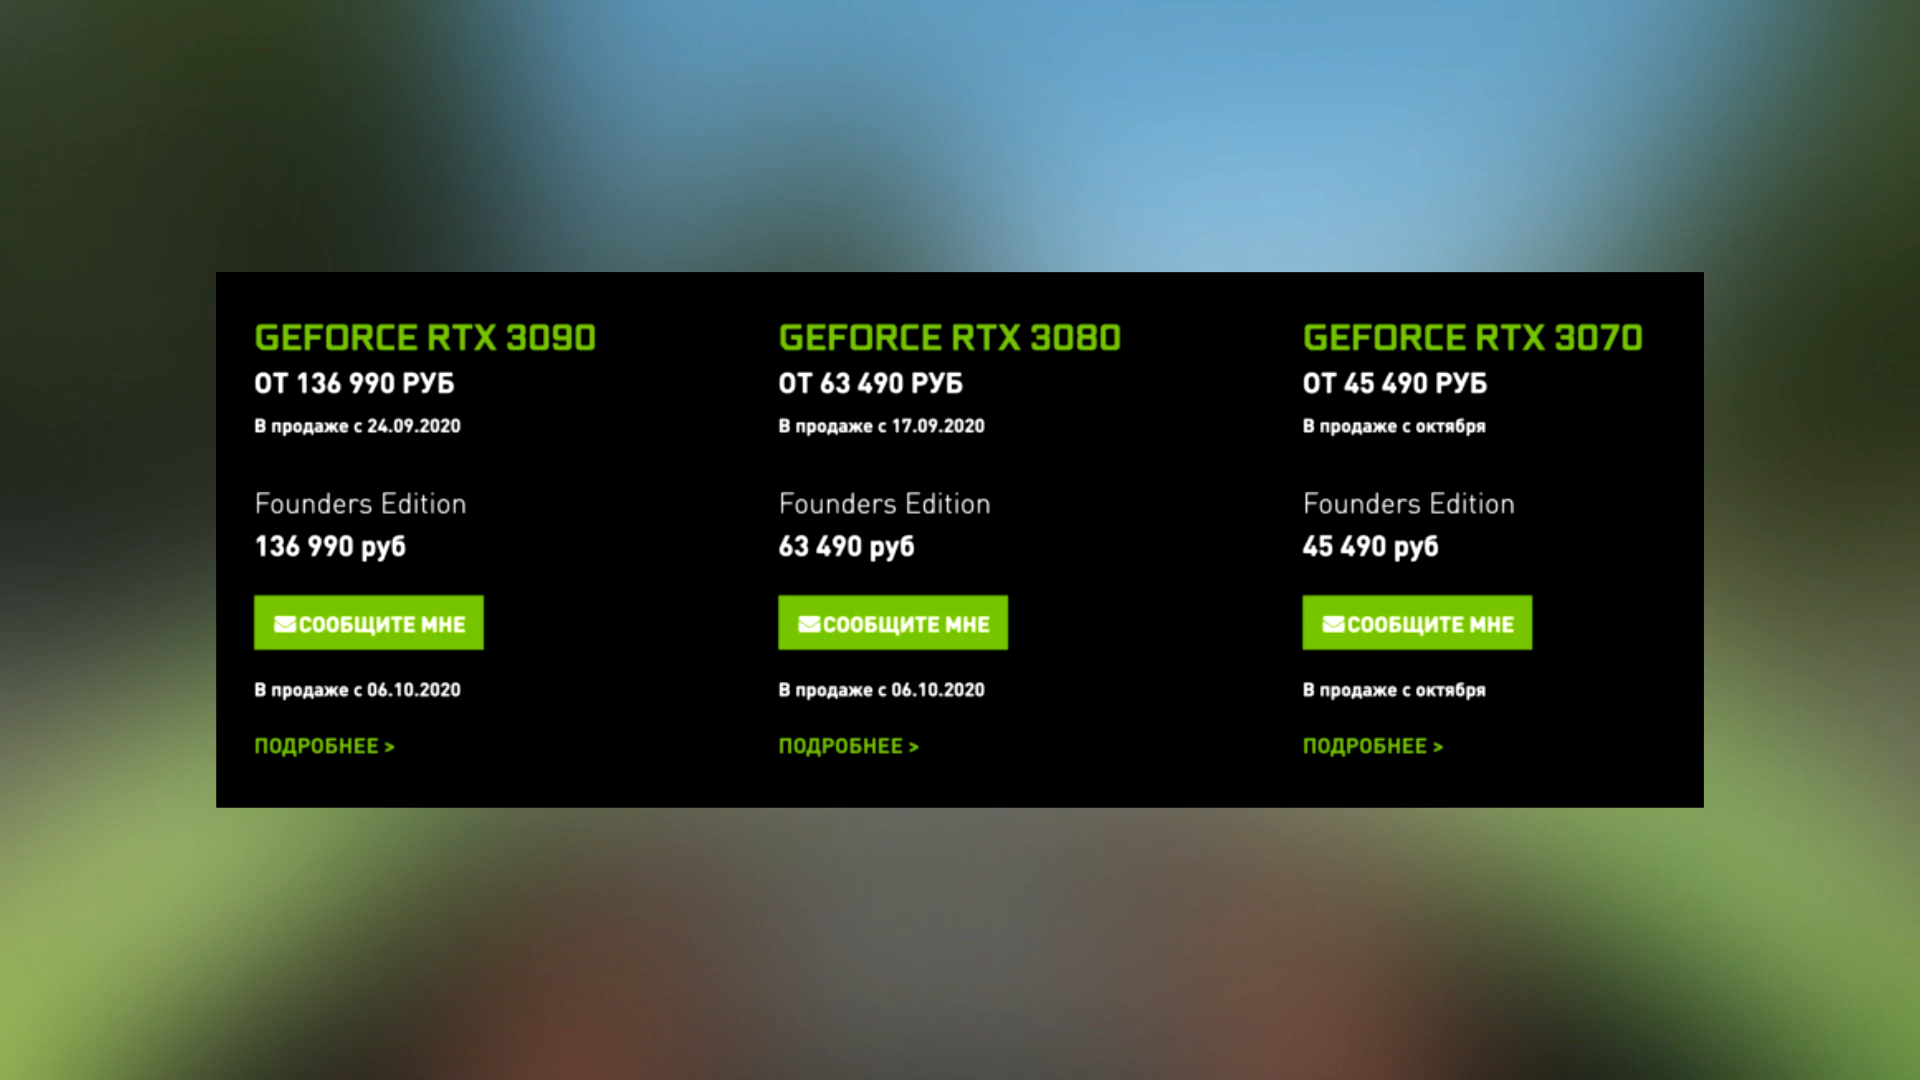 GEFORCE RTX 3090
ОТ 136 990 РУБ
В продаже с 24.09.2020
Founders Edition
136 990 руб
СООБЩИТЕ МНЕ
В продаже с 06.10.2020
ПОДРОБНЕЕ >
GEFORCE RTX 3080
ОТ 63 490 РУБ
В продаже с 17.09.2020
Founders Edition
63 490 руб
СООБЩИТЕ МНЕ
В продаже с 06.10.2020
ПОДРОБНЕЕ >
GEFORCE RTX 3070
ОТ 45 490 РУБ
В продаже с октября
Founders Edition
45 490 руб
СООБЩИТЕ МНЕ
В продаже с октября
ПОДРОБНЕЕ >